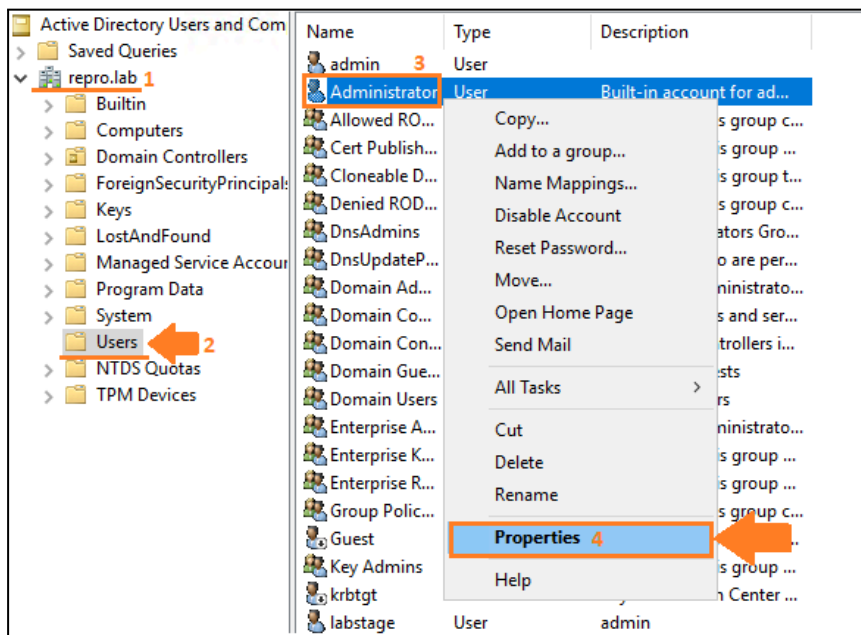 Active Directory Users and Com
Saved Queries
repro.lab 1
Builtin
Computers
Domain Controllers
ForeignSecurityPrincipals
Keys
LostAndFound
Managed Service Accour
Program Data
System
Users 2
NTDS Quotas
TPM Devices
Name Type Description
admin 3 User
Administrator User Built-in account for ad...
Allowed RO... s group c...
Cert Publish... s group ...
Cloneable D... s group t...
Denied ROD... s group c...
DnsAdmins ators Gro...
DnsUpdateP... o are per...
Domain Ad... ministrato...
Domain Co... s and ser...
Domain Con... trollers i...
Domain Gue... sts
Domain Users rs
Enterprise A... ministrato...
Enterprise K... s group ...
Enterprise R... s group ...
Group Polic... s group c...
Guest
Key Admins s group ...
krbtgt n Center ...
labstage User admin
Copy...
Add to a group...
Name Mappings...
Disable Account
Reset Password...
Move...
Open Home Page
Send Mail
All Tasks >
Cut
Delete
Rename
Properties 4
Help